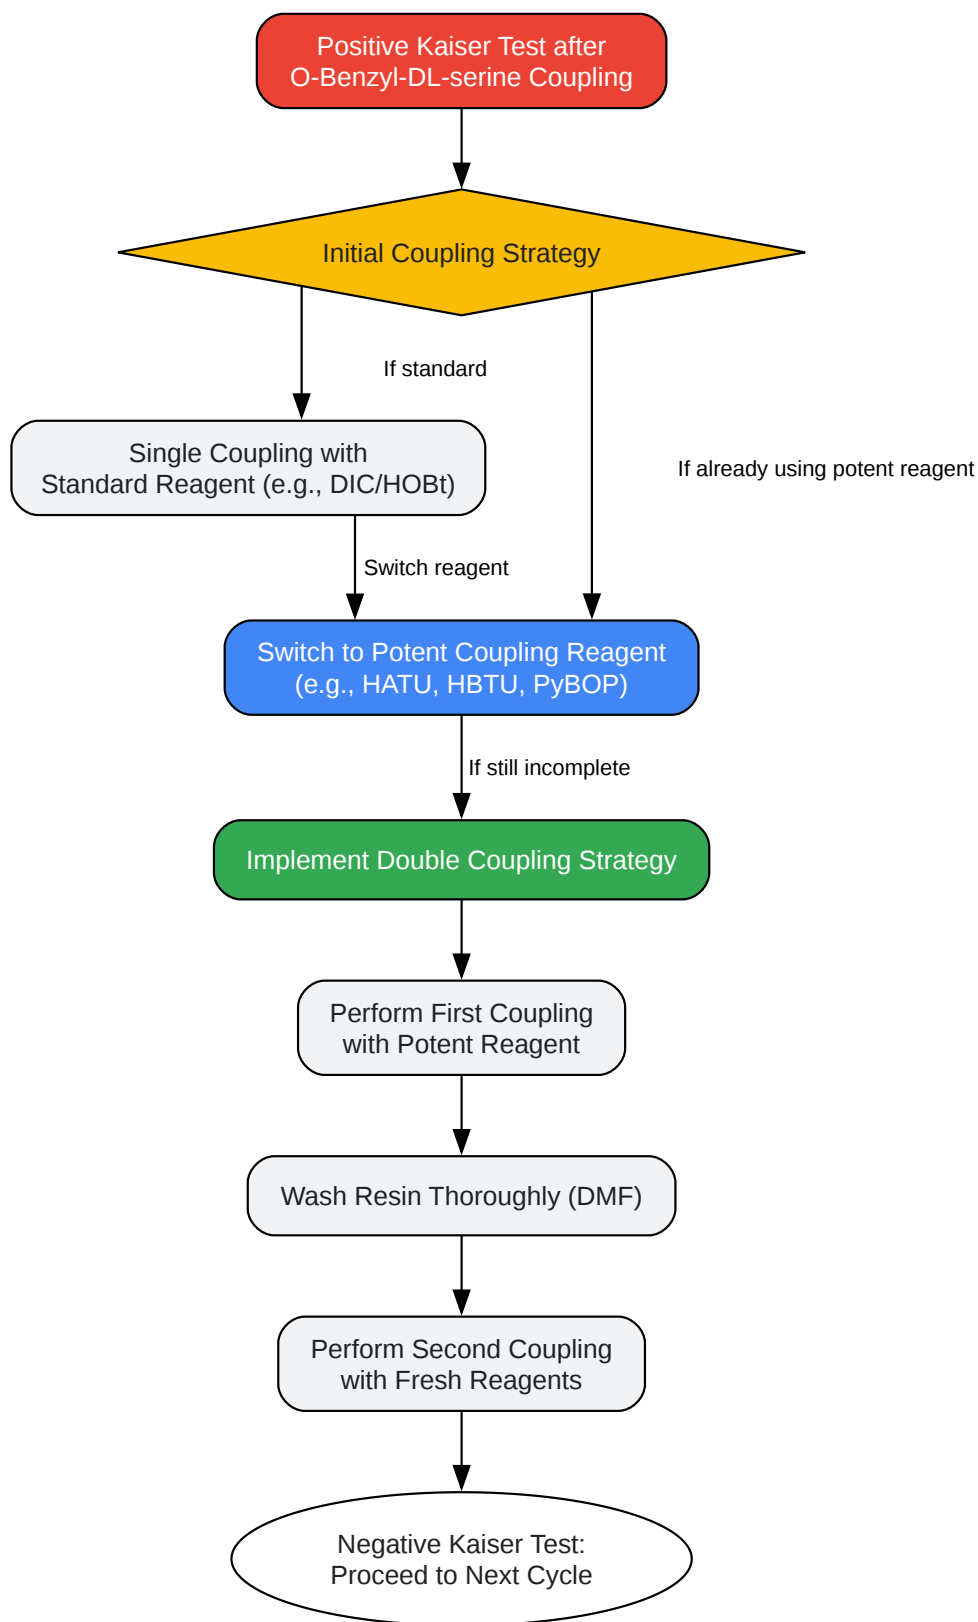 Positive Kaiser Test after
O-Benzyl-DL-serine Coupling
Initial Coupling Strategy
If standard
Single Coupling with
Standard Reagent (e.g., DIC/HOBt)
If already using potent reagent
Switch reagent
Switch to Potent Coupling Reagent
(e.g., HATU, HBTU, PyBOP)
If still incomplete
Implement Double Coupling Strategy
Perform First Coupling
with Potent Reagent
Wash Resin Thoroughly (DMF)
Perform Second Coupling
with Fresh Reagents
Negative Kaiser Test:
Proceed to Next Cycle